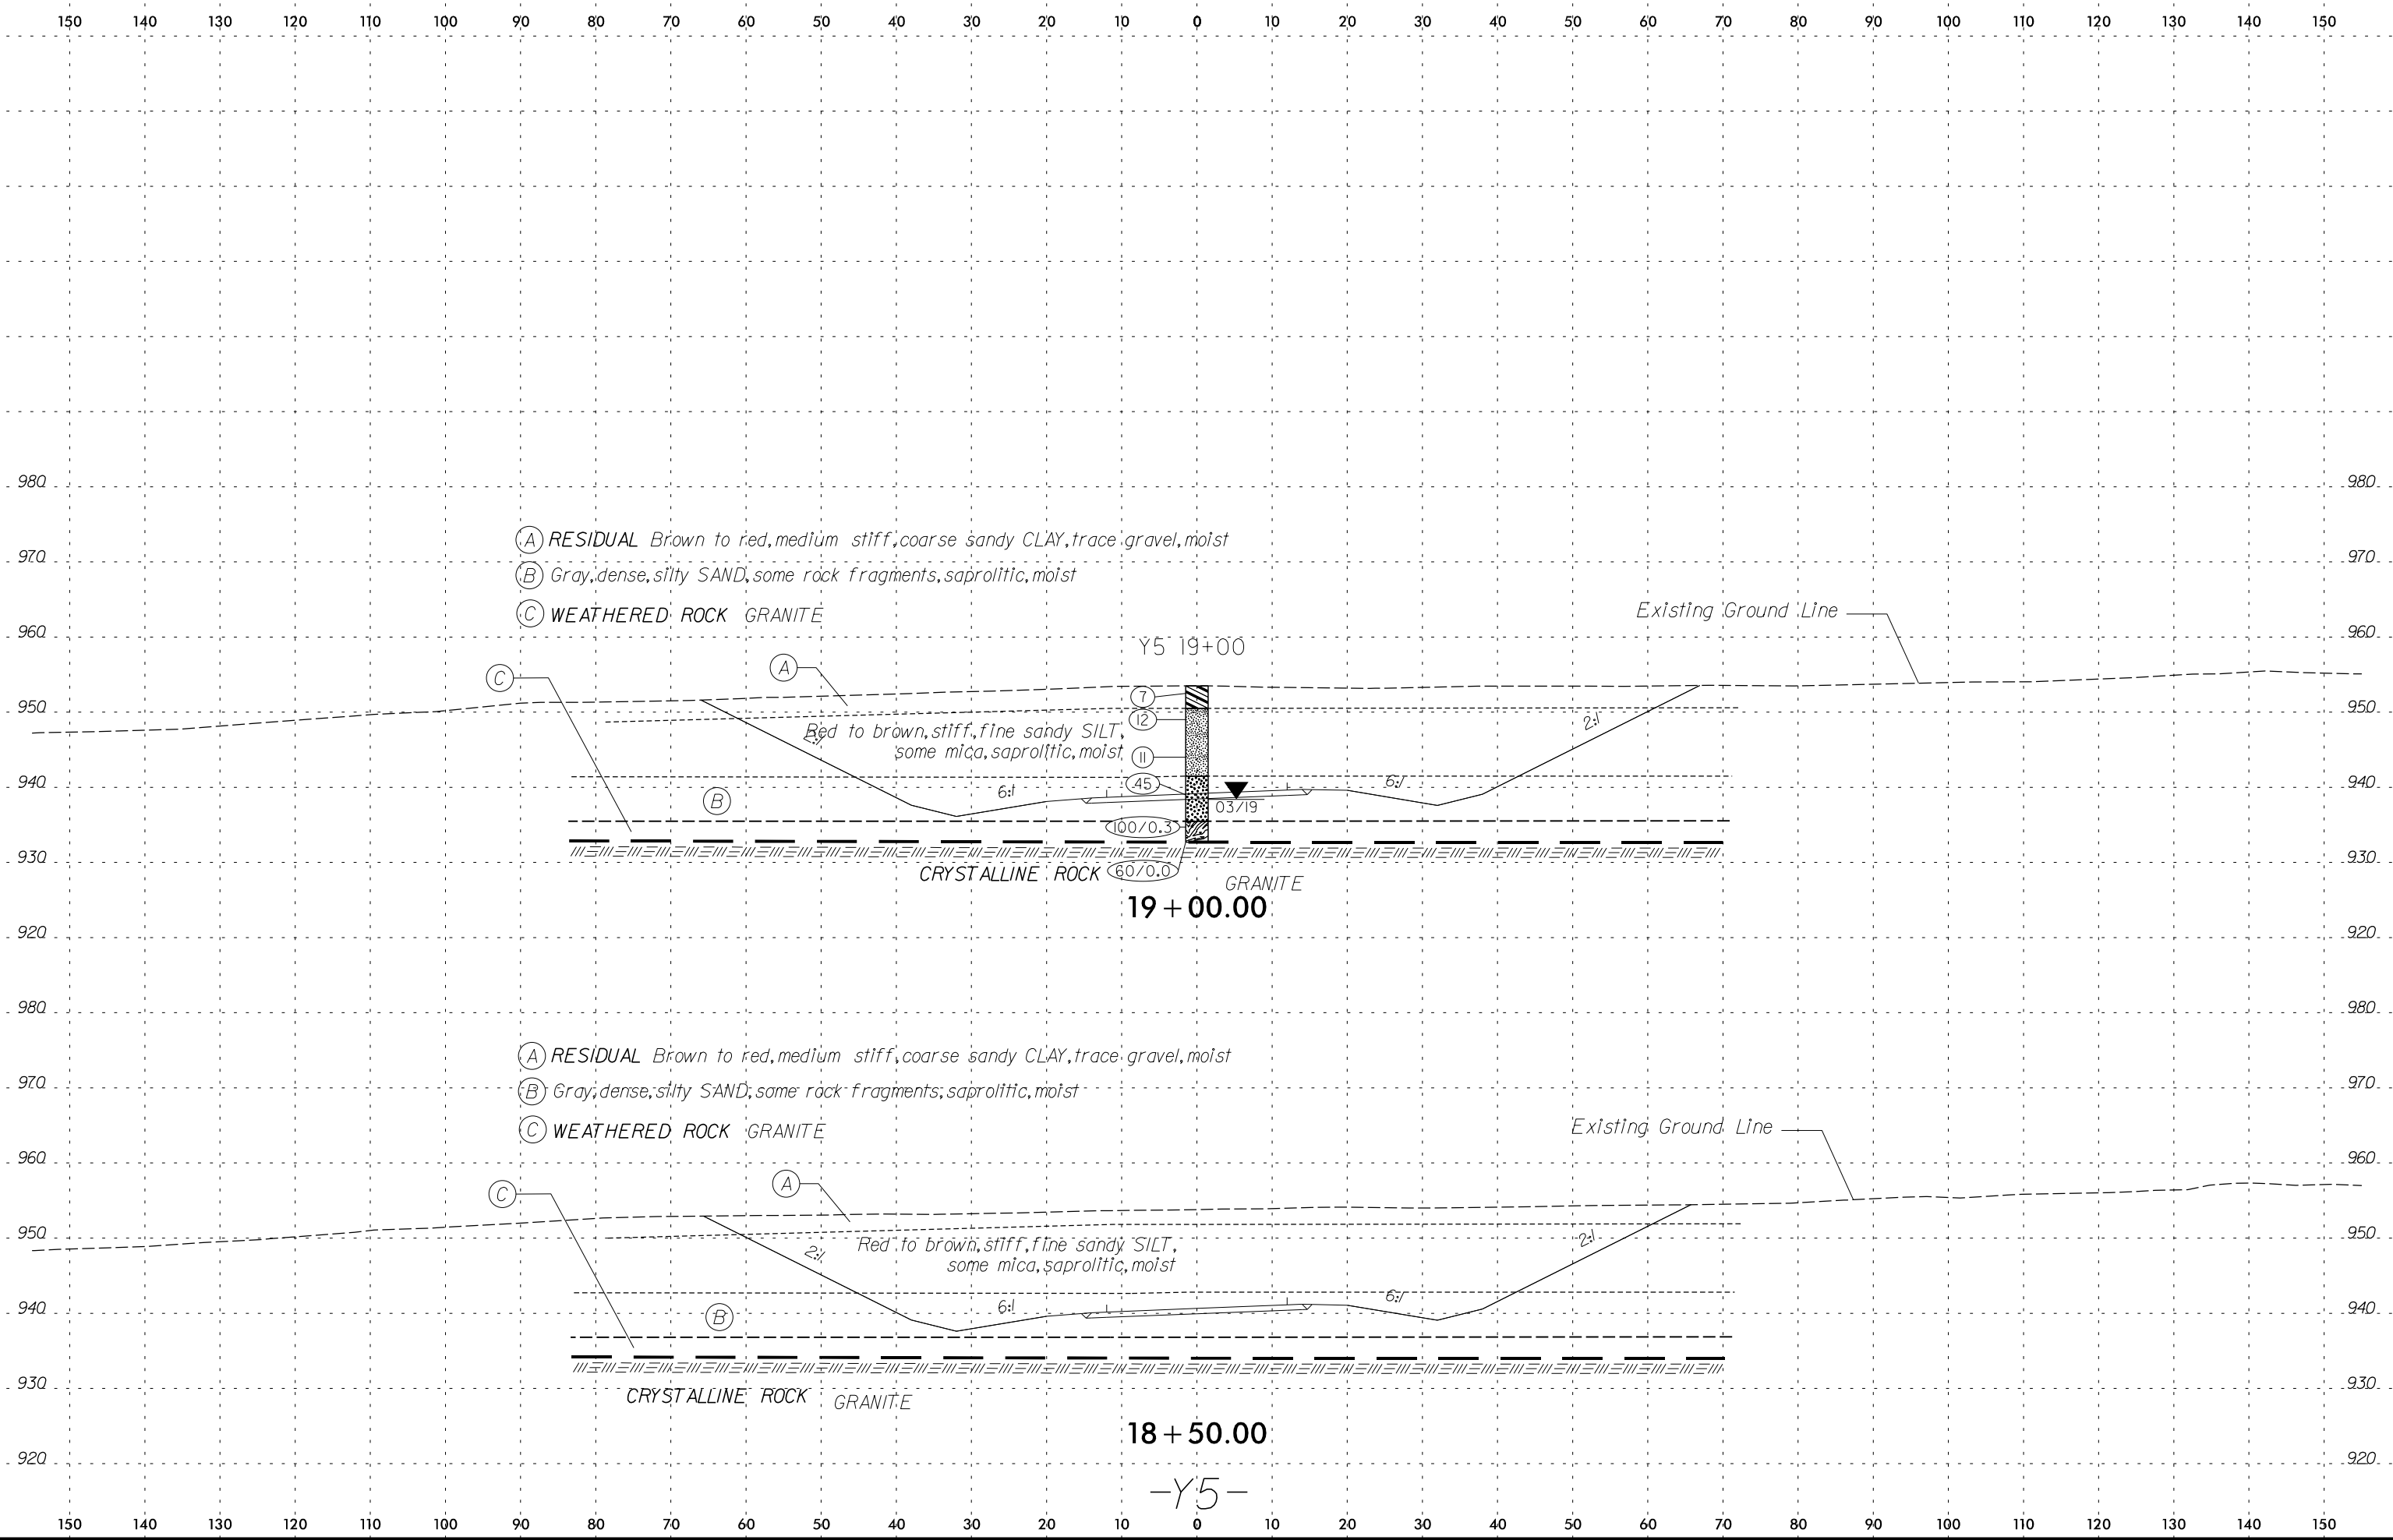 150 140 130 120 110 100 90 80 70 60 50 40 30 20 10 0 10 20 30 40 50 60 70 80 90 100 110 120 130 140 150
980 980
A RESIDUAL Brown to red, medium stiff, coarse sandy CLAY, trace gravel, moist
970 970
B Gray, dense, silty SAND, some rock fragments, saprolitic, moist
C WEATHERED ROCK GRANITE
Existing Ground Line
960 960
Y5 19+00
A
C
7
950 950
12
2:1
Red to brown, stiff, fine sandy SILT,
2:1
some mica, saprolitic, moist
11
940 940
45
6:1
6:1
B
03/19
100/0.3
930 930
CRYSTALLINE ROCK
60/0.0
GRANITE
19+00.00
920 920
980 980
A RESIDUAL Brown to red, medium stiff, coarse sandy CLAY, trace gravel, moist
970 970
B Gray, dense, silty SAND, some rock fragments, saprolitic, moist
C WEATHERED ROCK GRANITE
Existing Ground Line
960 960
A
C
950 950
2:1
Red to brown, stiff, fine sandy SILT,
2:1
some mica, saprolitic, moist
940 940
6:1
6:1
B
930 930
CRYSTALLINE ROCK GRANITE
18+50.00
920 920
-Y5-
150 140 130 120 110 100 90 80 70 60 50 40 30 20 10 0 10 20 30 40 50 60 70 80 90 100 110 120 130 140 150